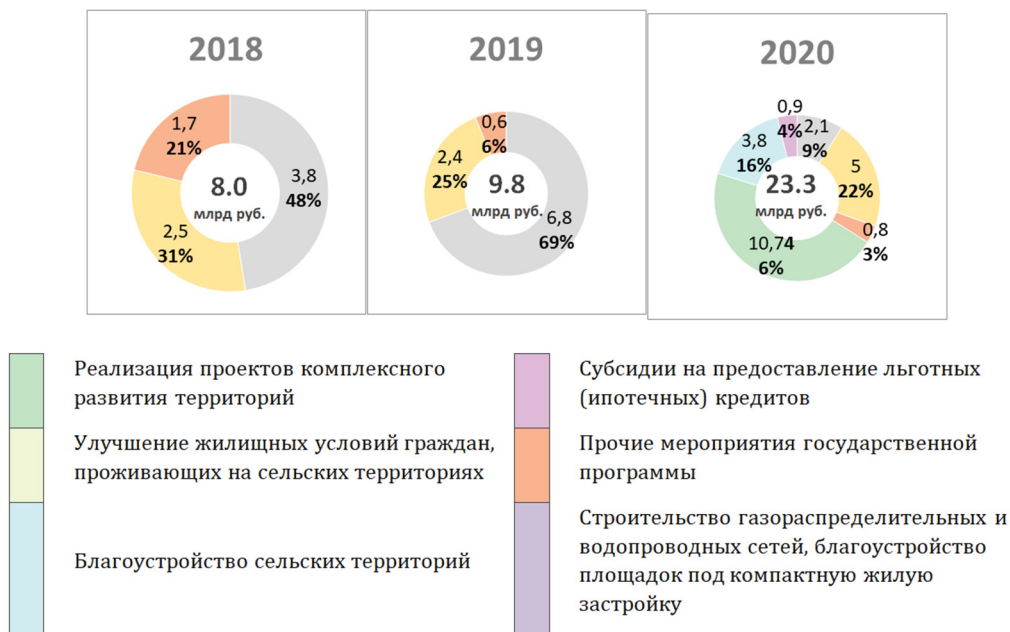 2018
1,7
21%
3,8
48%
2,5
31%
8.0
млрд руб.
2019
0,6
6%
2,4
25%
6,8
69%
9.8
млрд руб.
2020
0,9
4%
2,1
9%
3,8
16%
5
22%
0,8
3%
10,74
6%
23.3
млрд руб.
Реализация проектов комплексного
развития территорий
Улучшение жилищных условий граждан,
проживающих на сельских территориях
Благоустройство сельских территорий
Субсидии на предоставление льготных
(ипотечных) кредитов
Прочие мероприятия государственной
программы
Строительство газораспределительных и
водопроводных сетей, благоустройство
площадок под компактную жилую
застройку